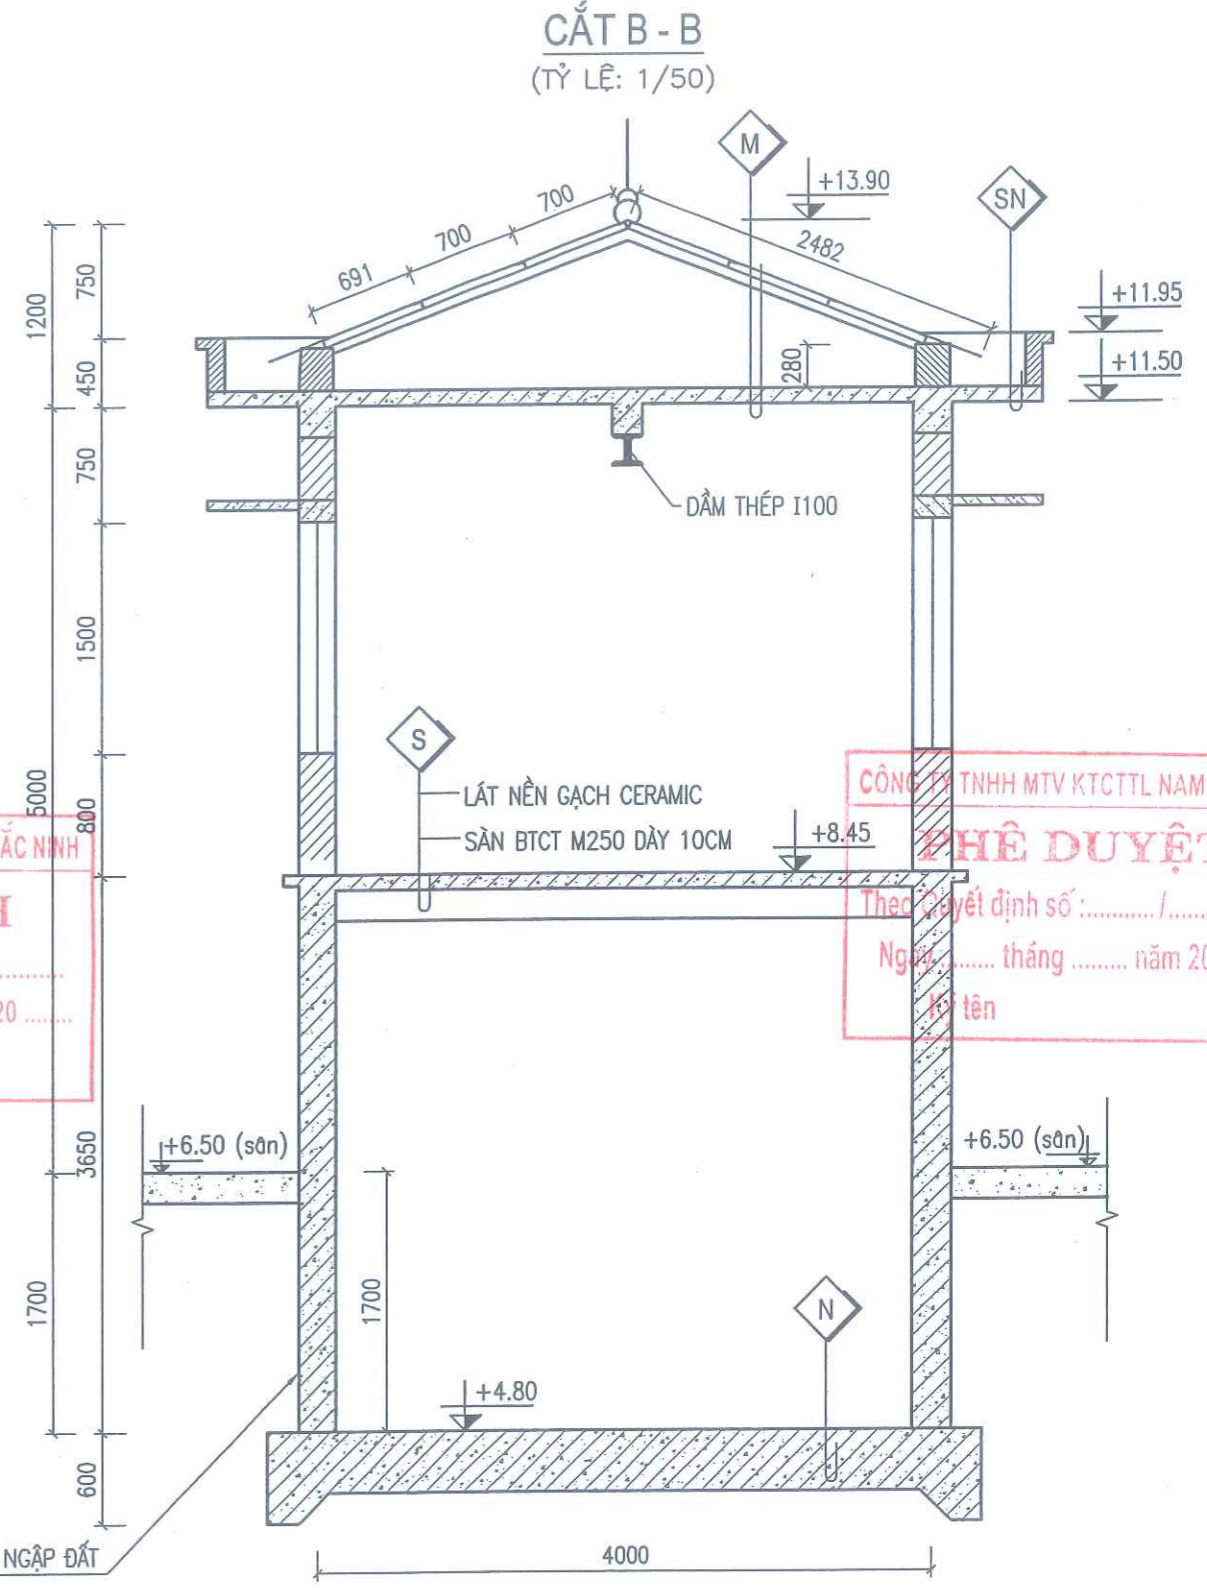 CẮT B - B
(TỶ LỆ: 1/50)
M
+13.90
SN
700
700
691
2482
+11.95
+11.50
280
1200
750
450
750
1500
5000
800
3650
1700
600
DẦM THÉP I100
S
LÁT NỀN GẠCH CERAMIC
SÀN BTCT M250 DÀY 10CM
+8.45
CÔNG TY TNHH MTV KTCTTL NAM
PHÊ DUYỆT
Theo Quyết định số :........... /.......
Ngày ......... tháng ......... năm 20
Ký tên
ẮC NINH
H
20 ........
+6.50 (sân)
+6.50 (sân)
1700
N
+4.80
NGẬP ĐẤT
4000